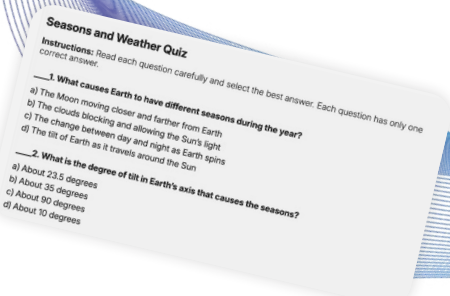 Seasons and Weather Quiz
Instructions: Read each question carefully and select the best answer. Each question has only one
correct answer.
___1. What causes Earth to have different seasons during the year?
a) The Moon moving closer and farther from Earth
b) The clouds blocking and allowing the Sun's light
c) The change between day and night as Earth spins
d) The tilt of Earth as it travels around the Sun
___2. What is the degree of tilt in Earth's axis that causes the seasons?
a) About 23.5 degrees
b) About 35 degrees
c) About 90 degrees
d) About 10 degrees